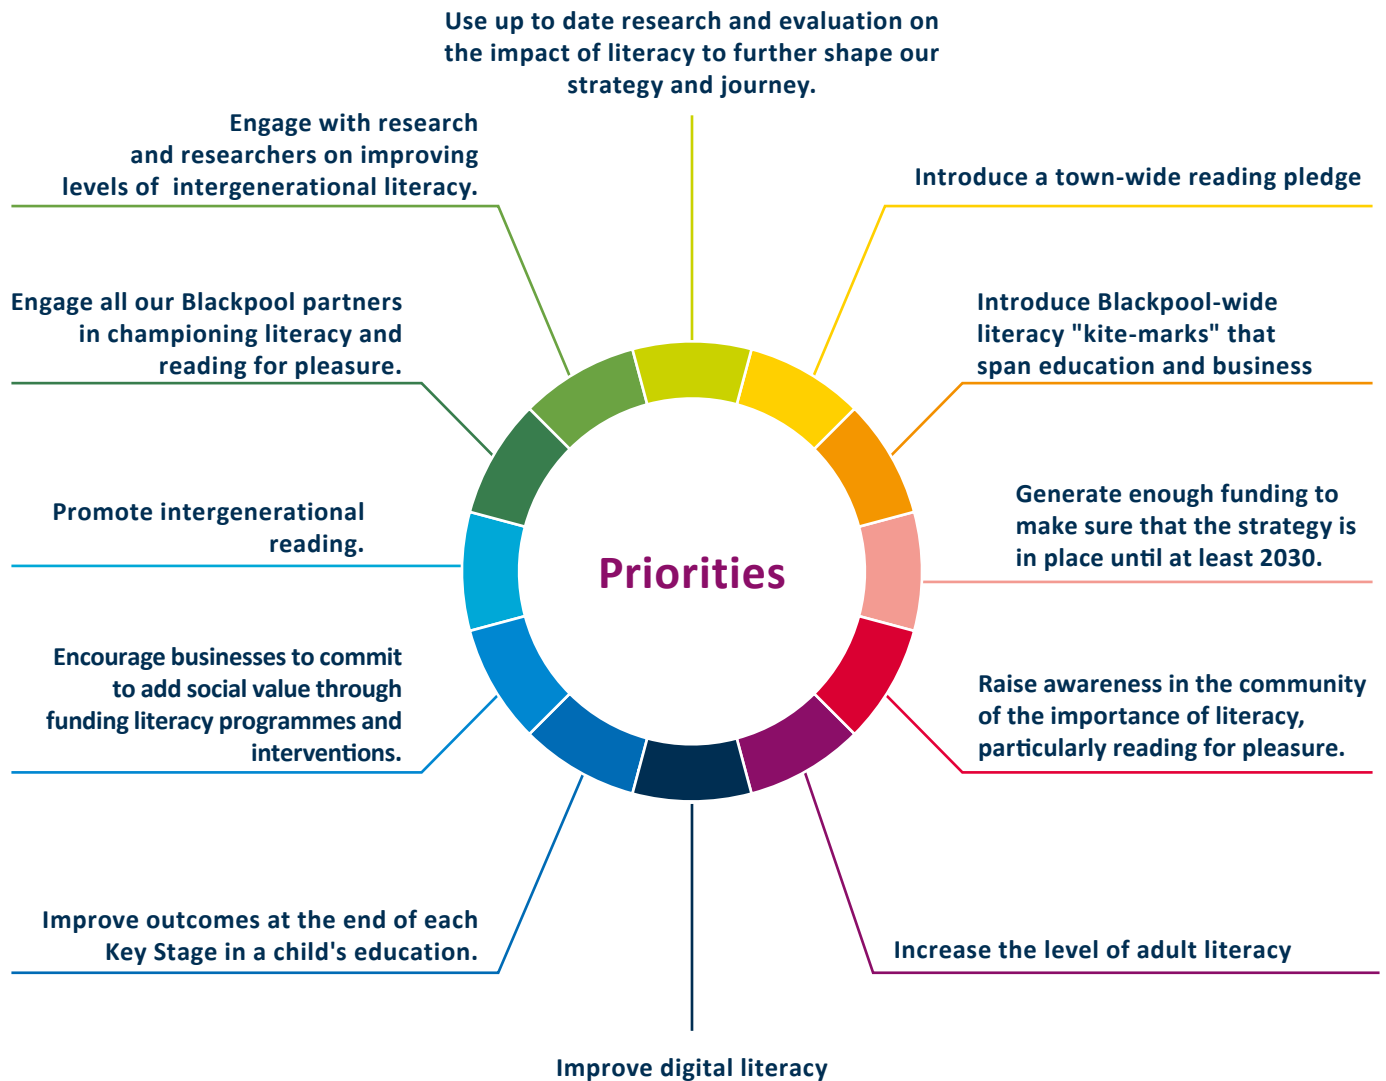 Use up to date research and evaluation on
the impact of literacy to further shape our
strategy and journey.
Introduce a town-wide reading pledge
Introduce Blackpool-wide
literacy "kite-marks" that
span education and business
Generate enough funding to
make sure that the strategy is
in place until at least 2030.
Raise awareness in the community
of the importance of literacy,
particularly reading for pleasure.
Increase the level of adult literacy
Improve digital literacy
Improve outcomes at the end of each
Key Stage in a child's education.
Encourage businesses to commit
to add social value through
funding literacy programmes and
interventions.
Promote intergenerational
reading.
Engage all our Blackpool partners
in championing literacy and
reading for pleasure.
Engage with research
and researchers on improving
levels of  intergenerational literacy.
Priorities